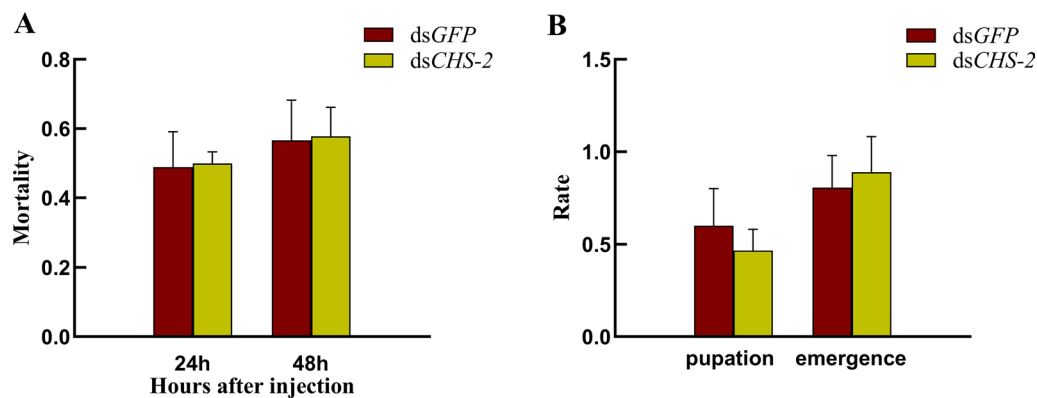 A
dsGFP
dsCHS-2
0.8
0.6
0.4
0.2
0.0
Mortality
24h
48h
Hours after injection
B
dsGFP
dsCHS-2
1.5
1.0
0.5
0.0
Rate
pupation
emergence